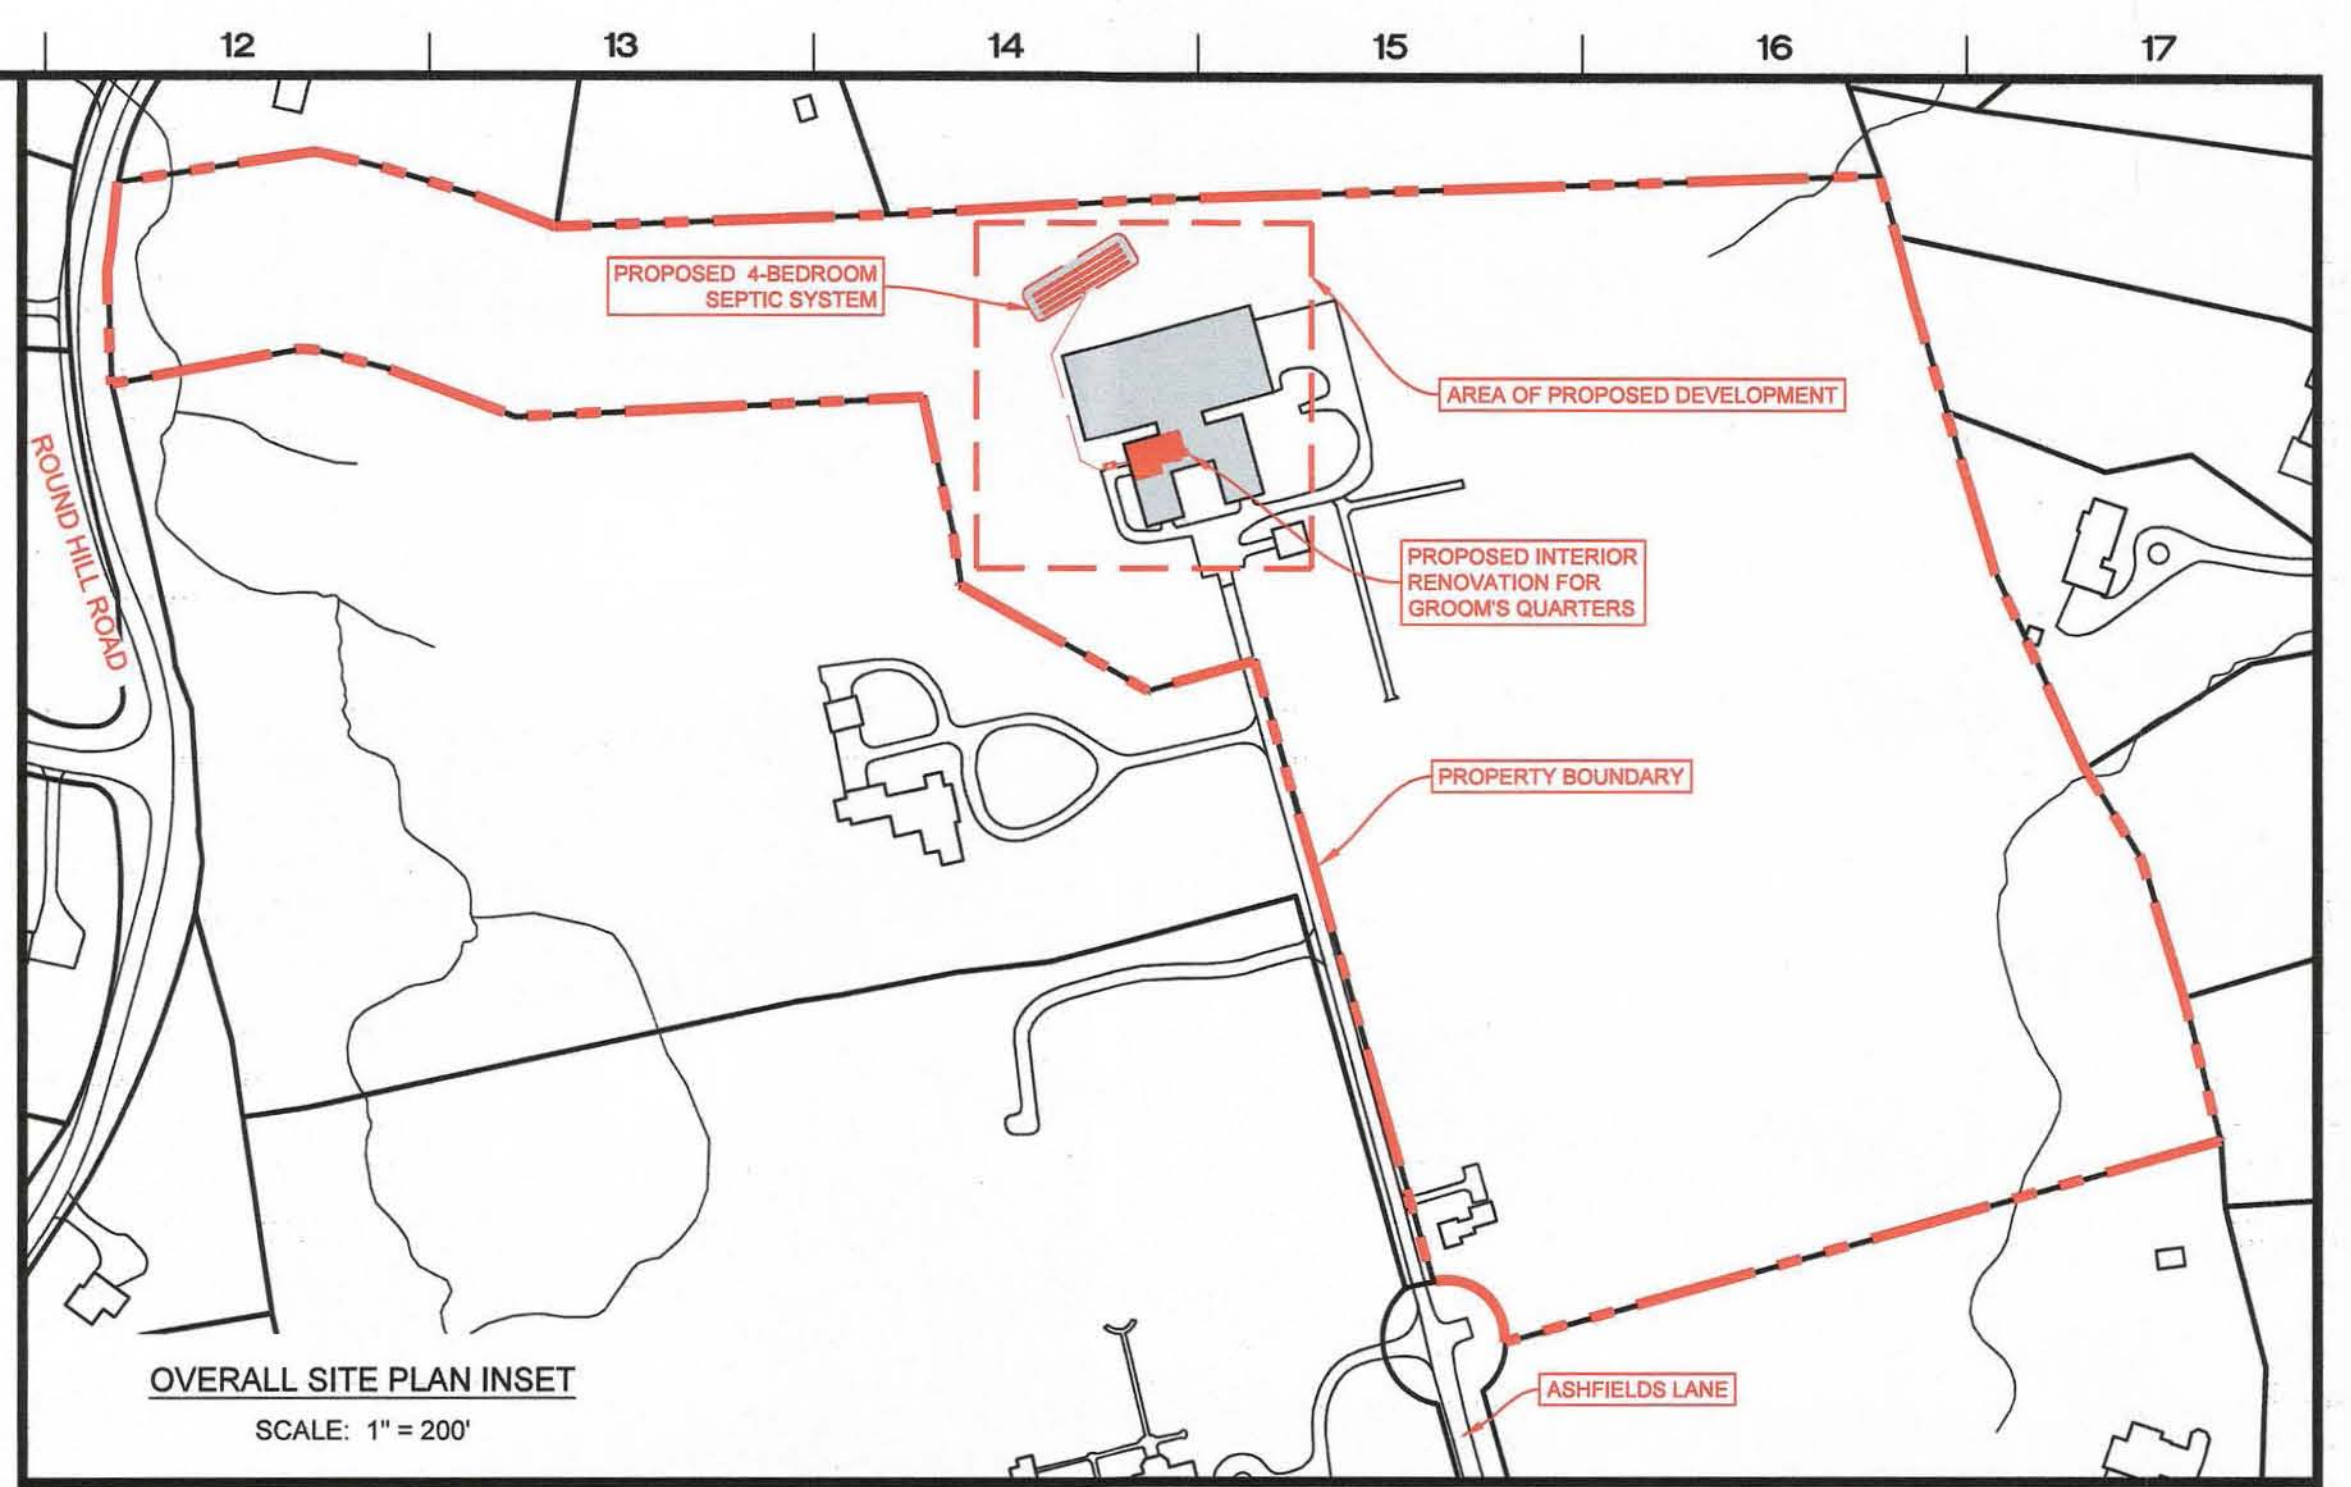 12 13 14 15 16 17
PROPOSED 4-BEDROOM
SEPTIC SYSTEM
AREA OF PROPOSED DEVELOPMENT
ROUND HILL ROAD
PROPOSED INTERIOR
RENOVATION FOR
GROOM'S QUARTERS
PROPERTY BOUNDARY
OVERALL SITE PLAN INSET
SCALE: 1" = 200'
ASHFIELDS LANE